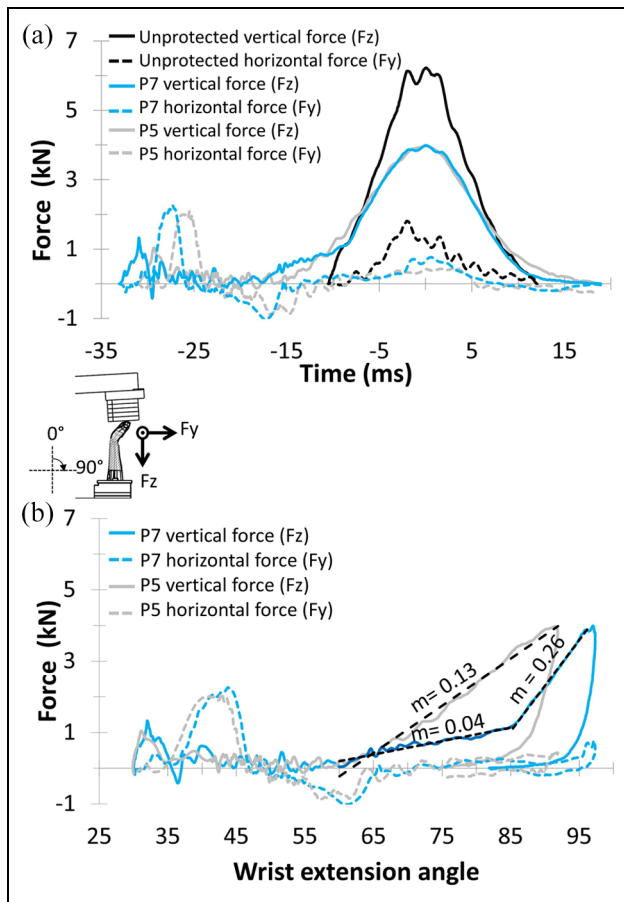 (a)
7
5
3
1
-1
Force (kN)
Unprotected vertical force (Fz)
Unprotected horizontal force (Fy)
P7 vertical force (Fz)
P7 horizontal force (Fy)
P5 vertical force (Fz)
P5 horizontal force (Fy)
-35 -25 -15 -5 5 15
Time (ms)
0°
90°
Fy
Fz
(b)
7
5
3
1
-1
Force (kN)
P7 vertical force (Fz)
P7 horizontal force (Fy)
P5 vertical force (Fz)
P5 horizontal force (Fy)
m= 0.13
m= 0.04
m = 0.26
25 35 45 55 65 75 85 95
Wrist extension angle